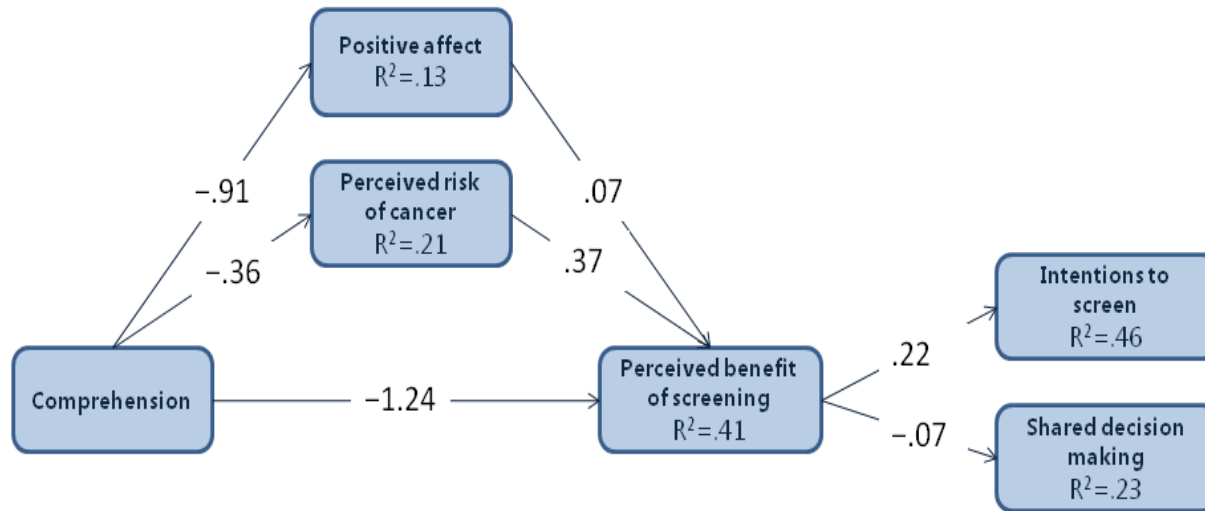 Positive affect
R²=.13
−.91
.07
Perceived risk
of cancer
R²=.21
−.36
.37
Comprehension
−1.24
Perceived benefit
of screening
R²=.41
.22
−.07
Intentions to
screen
R²=.46
Shared decision
making
R²=.23